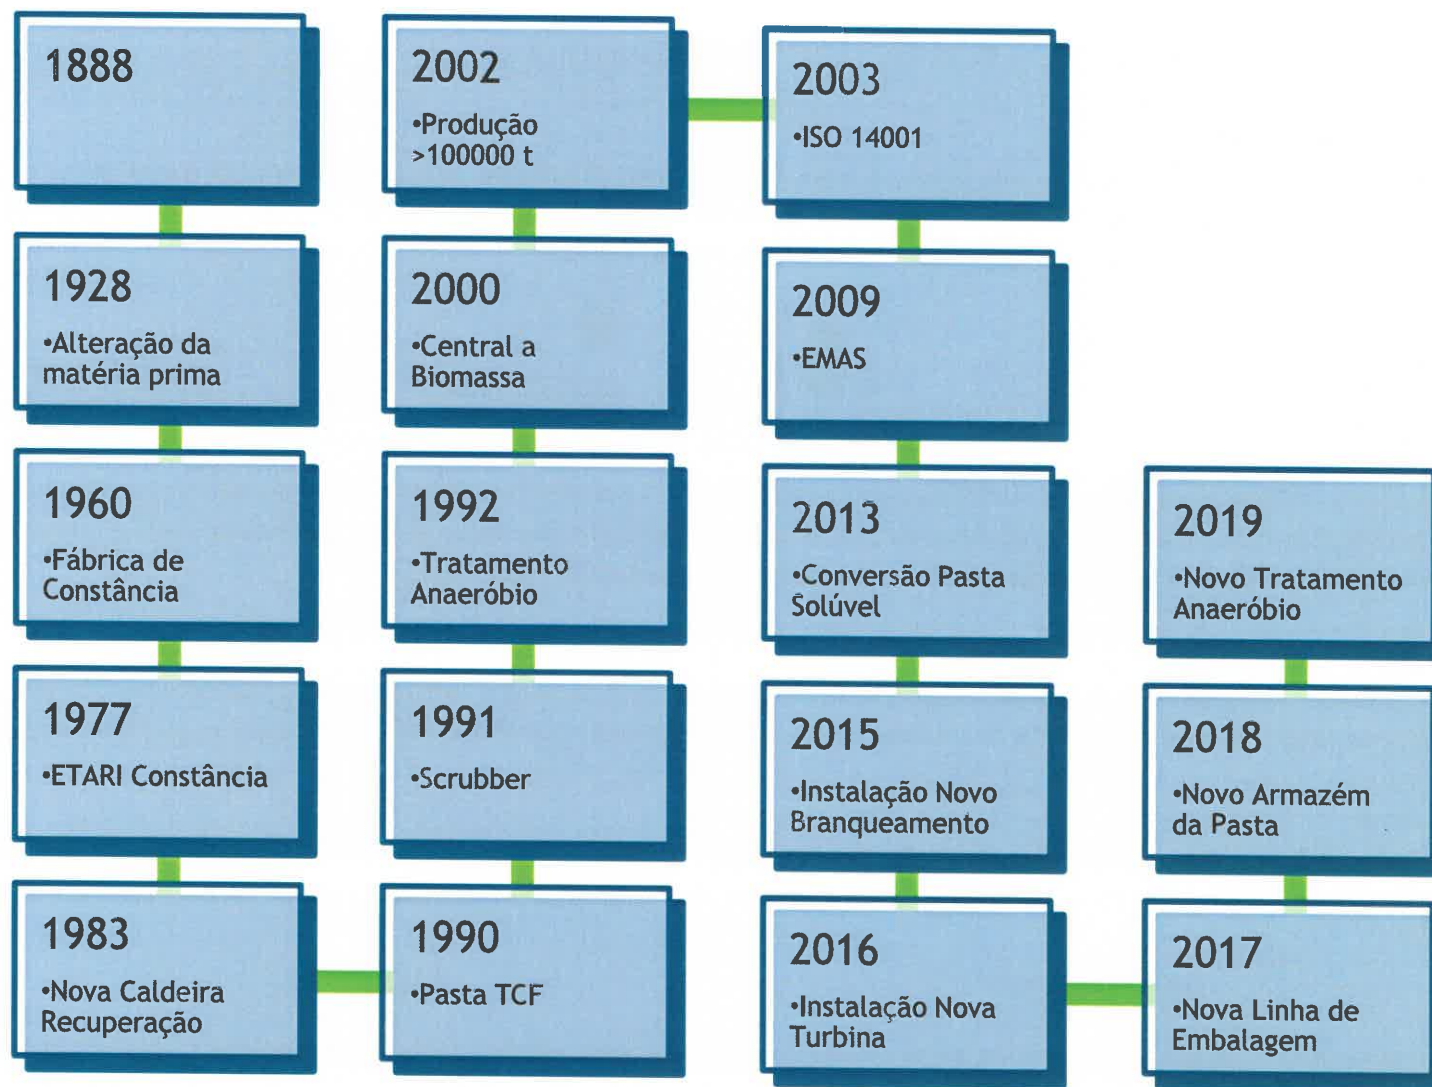 1888
1928
•Alteração da
matéria prima
1960
•Fábrica de
Constância
1977
•ETARI Constância
1983
•Nova Caldeira
Recuperação
1990
•Pasta TCF
1991
•Scrubber
1992
•Tratamento
Anaeróbio
2000
•Central a
Biomassa
2002
•Produção
>100000 t
2003
•ISO 14001
2009
•EMAS
2013
•Conversão Pasta
Solúvel
2015
•Instalação Novo
Branqueamento
2016
•Instalação Nova
Turbina
2017
•Nova Linha de
Embalagem
2018
•Novo Armazém
da Pasta
2019
•Novo Tratamento
Anaeróbio